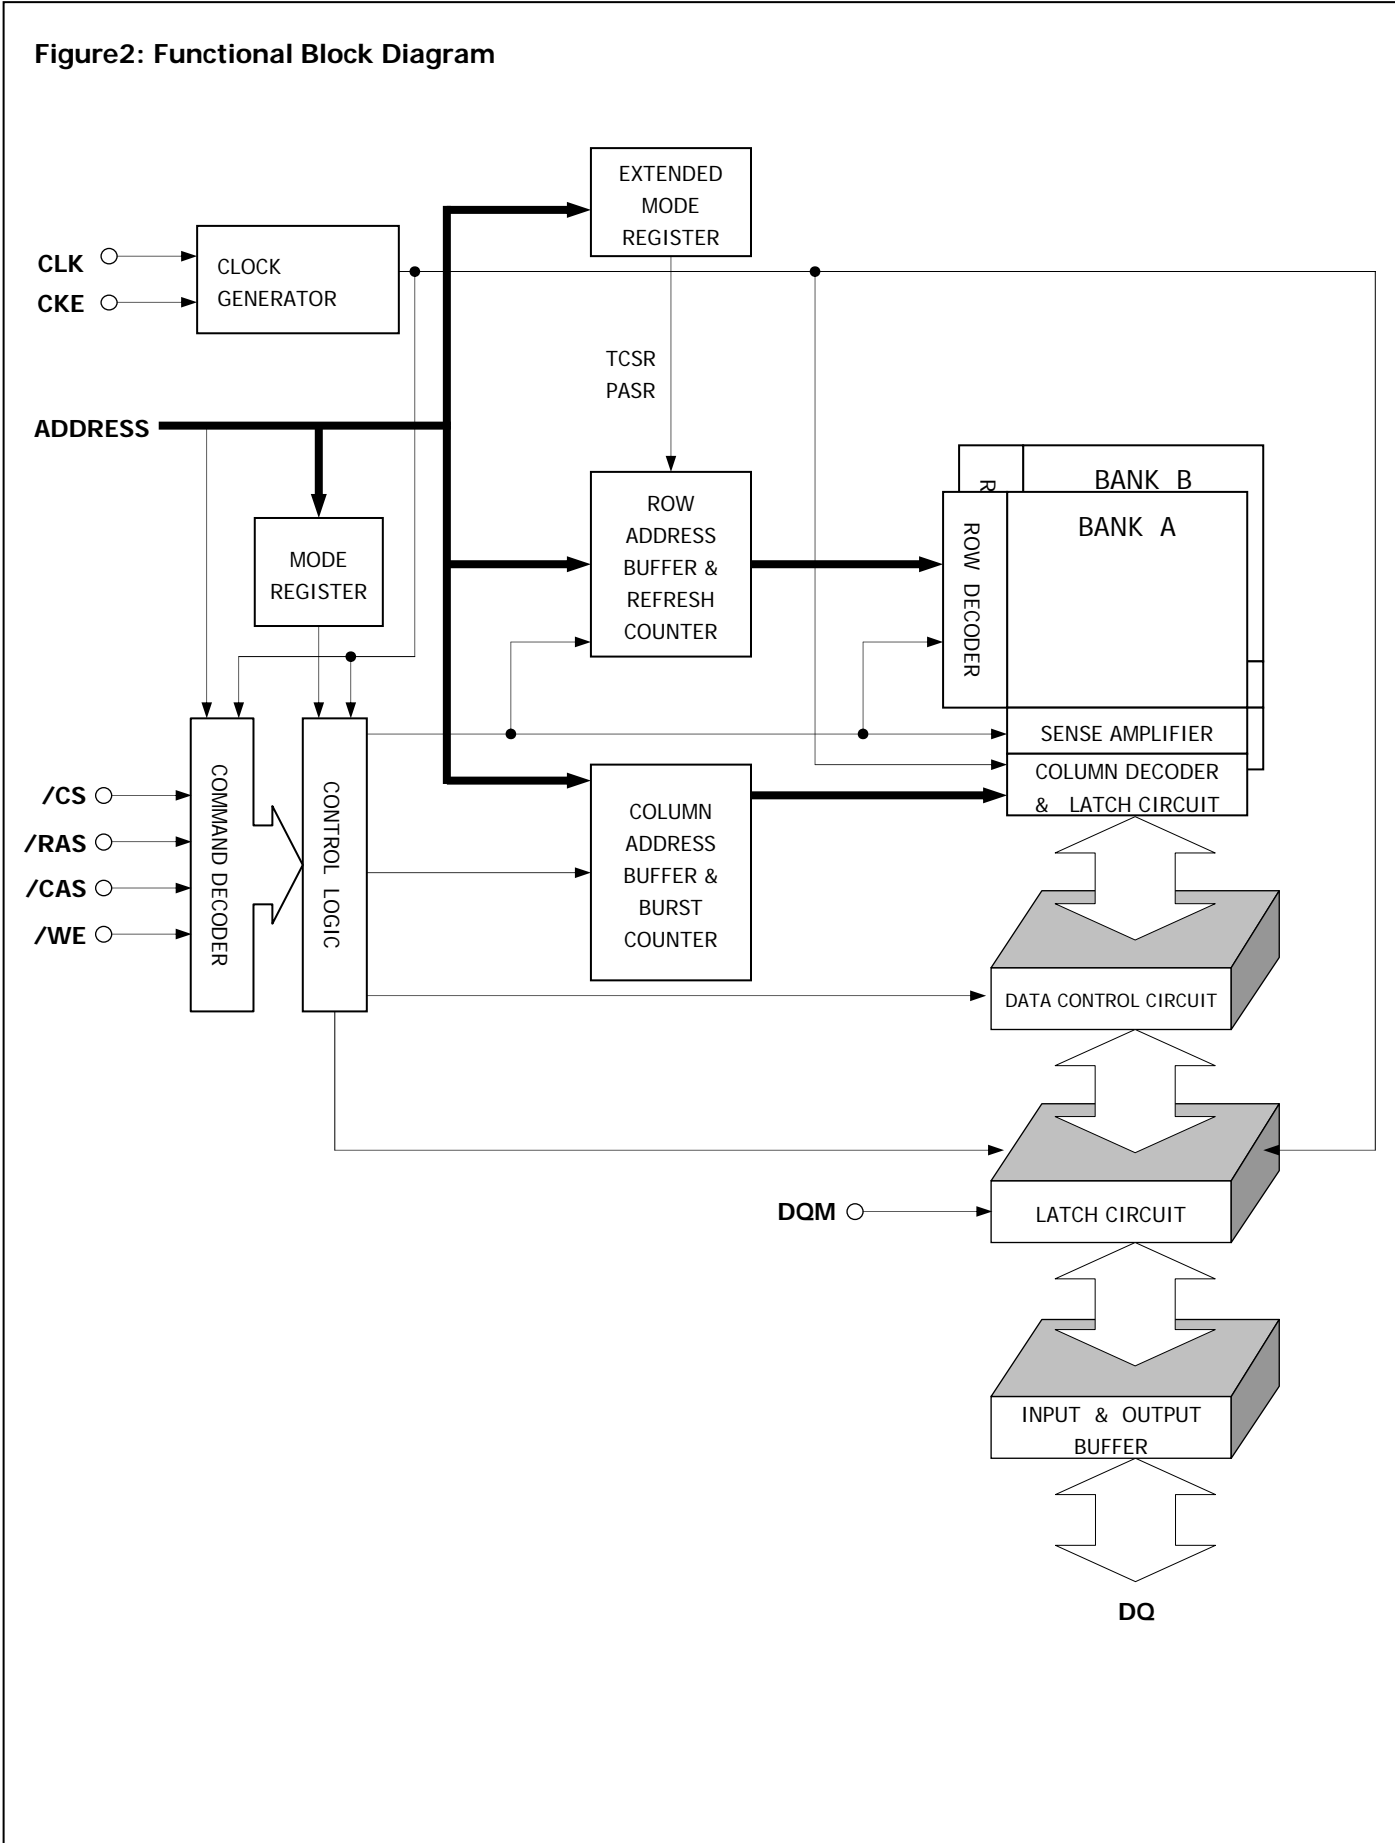 Figure2: Functional Block Diagram
EXTENDED
MODE
REGISTER
CLK
CKE
CLOCK
GENERATOR
TCSR
PASR
ADDRESS
MODE
REGISTER
ROW
ADDRESS
BUFFER &
REFRESH
COUNTER
R
BANK B
ROW DECODER
BANK A
SENSE AMPLIFIER
COLUMN DECODER
& LATCH CIRCUIT
/CS
/RAS
/CAS
/WE
COMMAND DECODER
CONTROL LOGIC
COLUMN
ADDRESS
BUFFER &
BURST
COUNTER
DATA CONTROL CIRCUIT
DQM
LATCH CIRCUIT
INPUT & OUTPUT
BUFFER
DQ